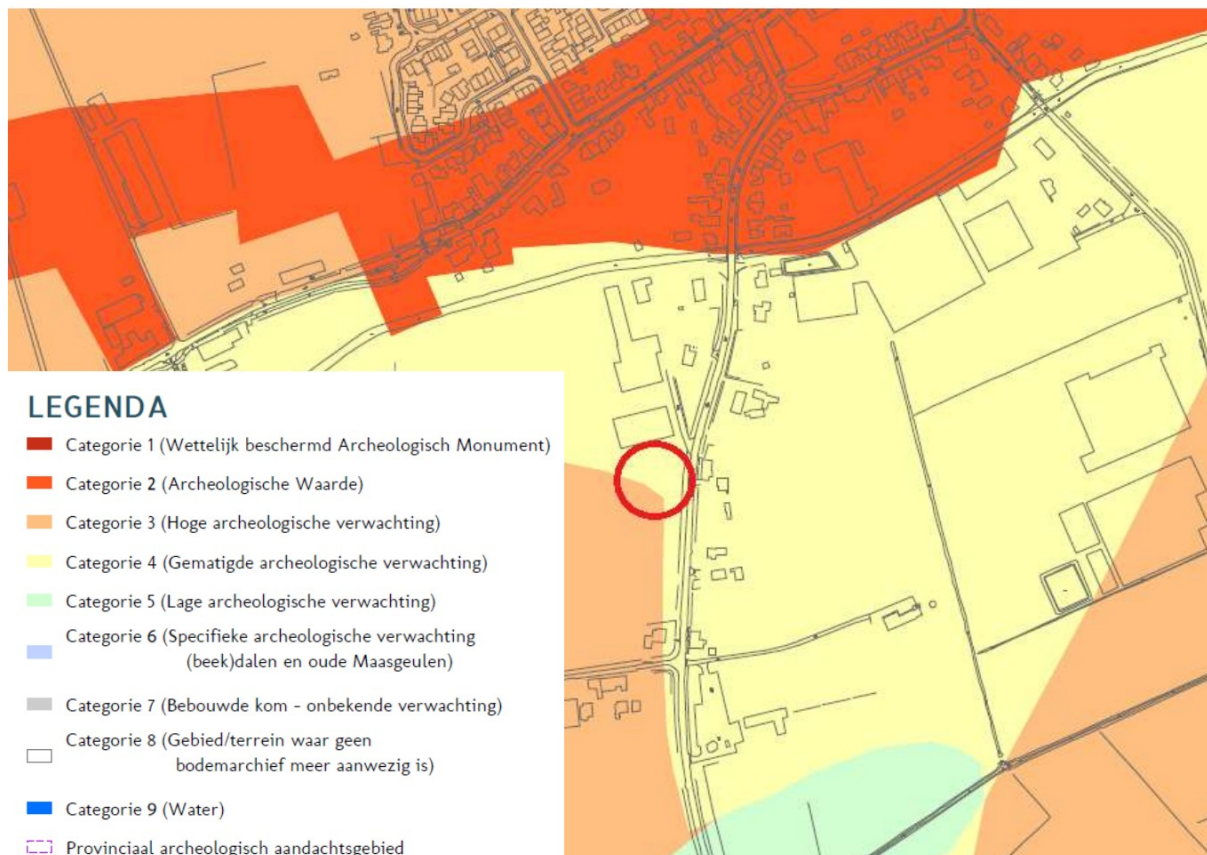 LEGENDA
Categorie 1 (Wettelijk beschermd Archeologisch Monument)
Categorie 2 (Archeologische Waarde)
Categorie 3 (Hoge archeologische verwachting)
Categorie 4 (Gematigde archeologische verwachting)
Categorie 5 (Lage archeologische verwachting)
Categorie 6 (Specifieke archeologische verwachting
(beek)dalen en oude Maasgeulen)
Categorie 7 (Bebouwde kom - onbekende verwachting)
Categorie 8 (Gebied/terrein waar geen
bodemarchief meer aanwezig is)
Categorie 9 (Water)
Provinciaal archeologisch aandachtsgebied